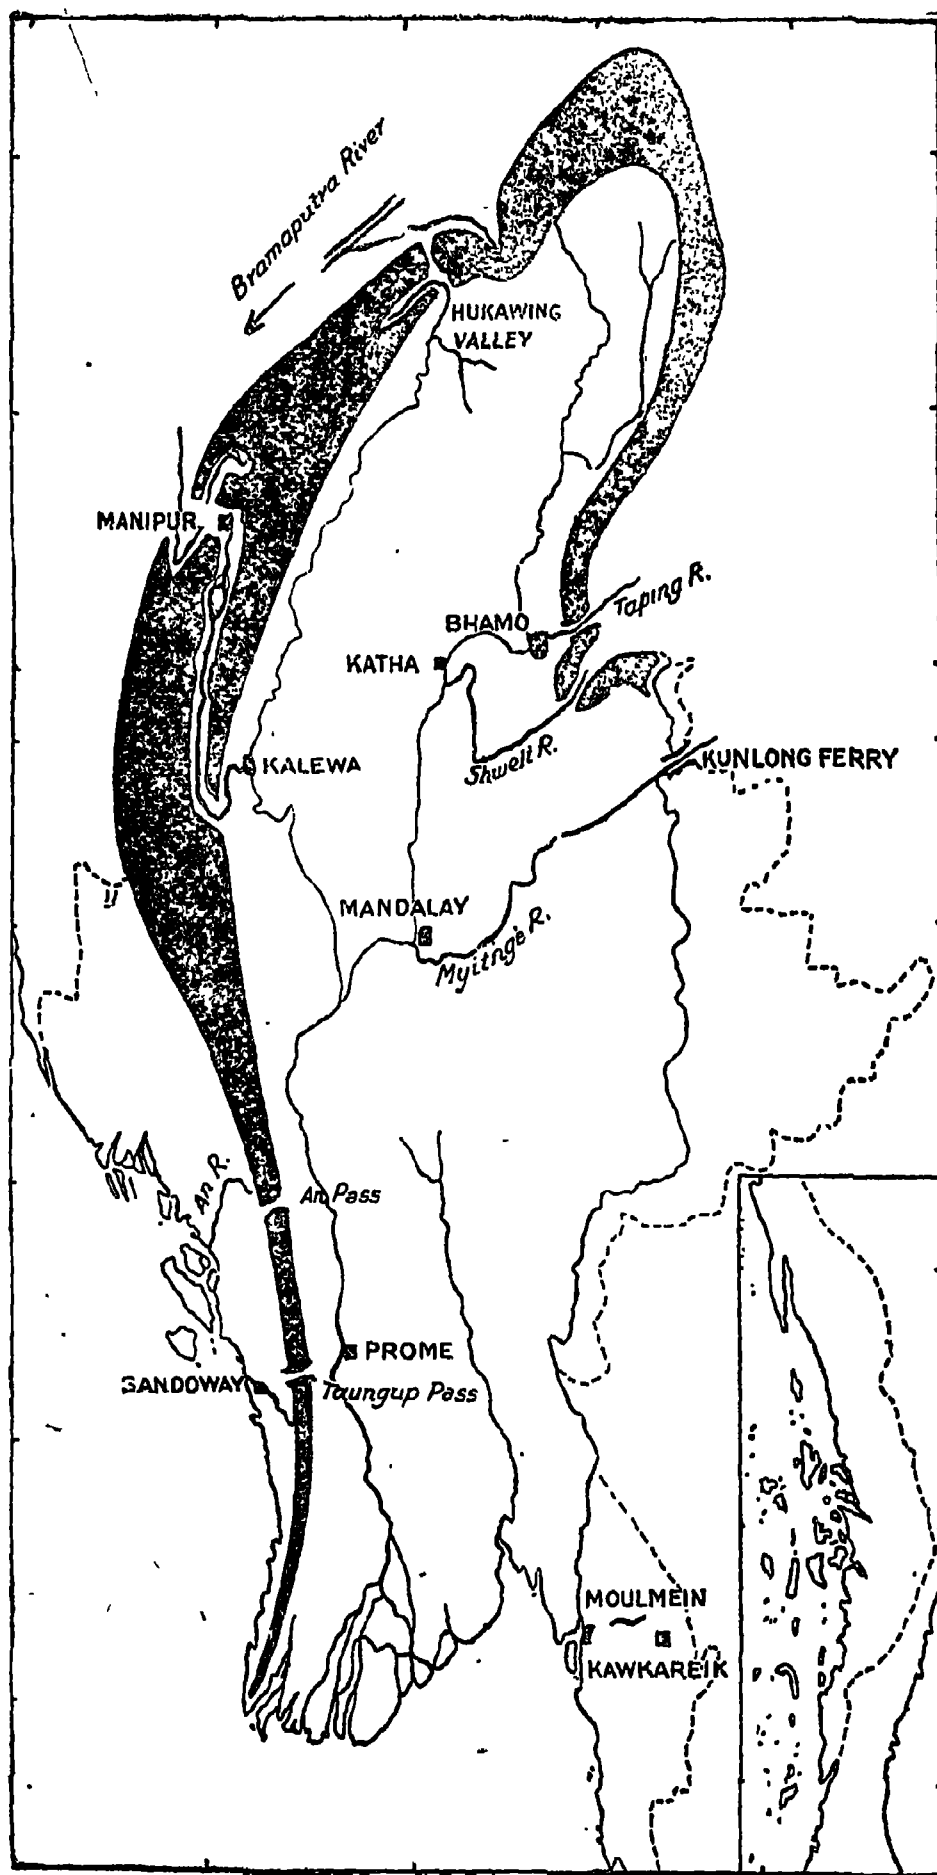 Bramaputra River
HUKAWING
VALLEY
MANIPUR
Taping R.
BHAMO
KATHA
Shweli R.
KALEWA
KUNLONG FERRY
MANDALAY
Myitnge R.
An R.
An Pass
PROME
SANDOWAY
Taungup Pass
MOULMEIN
KAWKAREIK